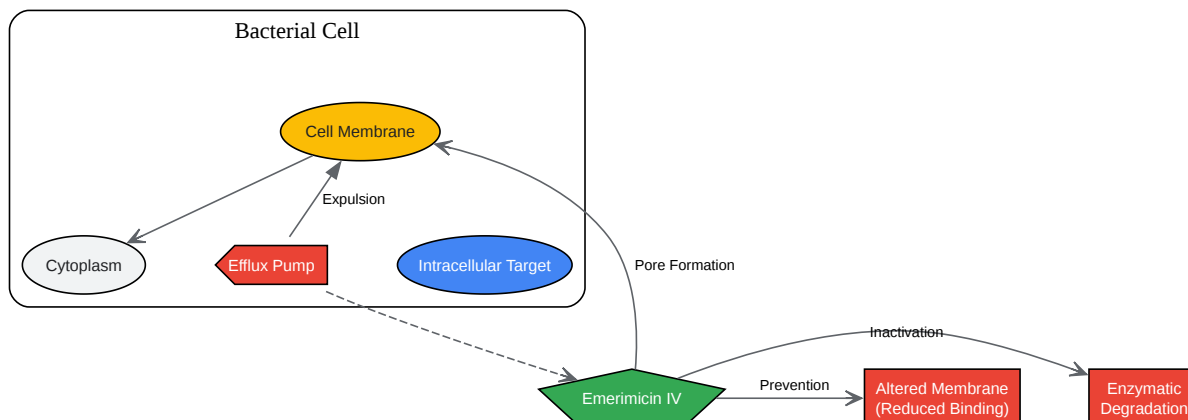 Bacterial Cell
Cell Membrane
Expulsion
Cytoplasm
Efflux Pump
Intracellular Target
Pore Formation
Inactivation
Emerimicin IV
Prevention
Altered Membrane
(Reduced Binding)
Enzymatic
Degradation